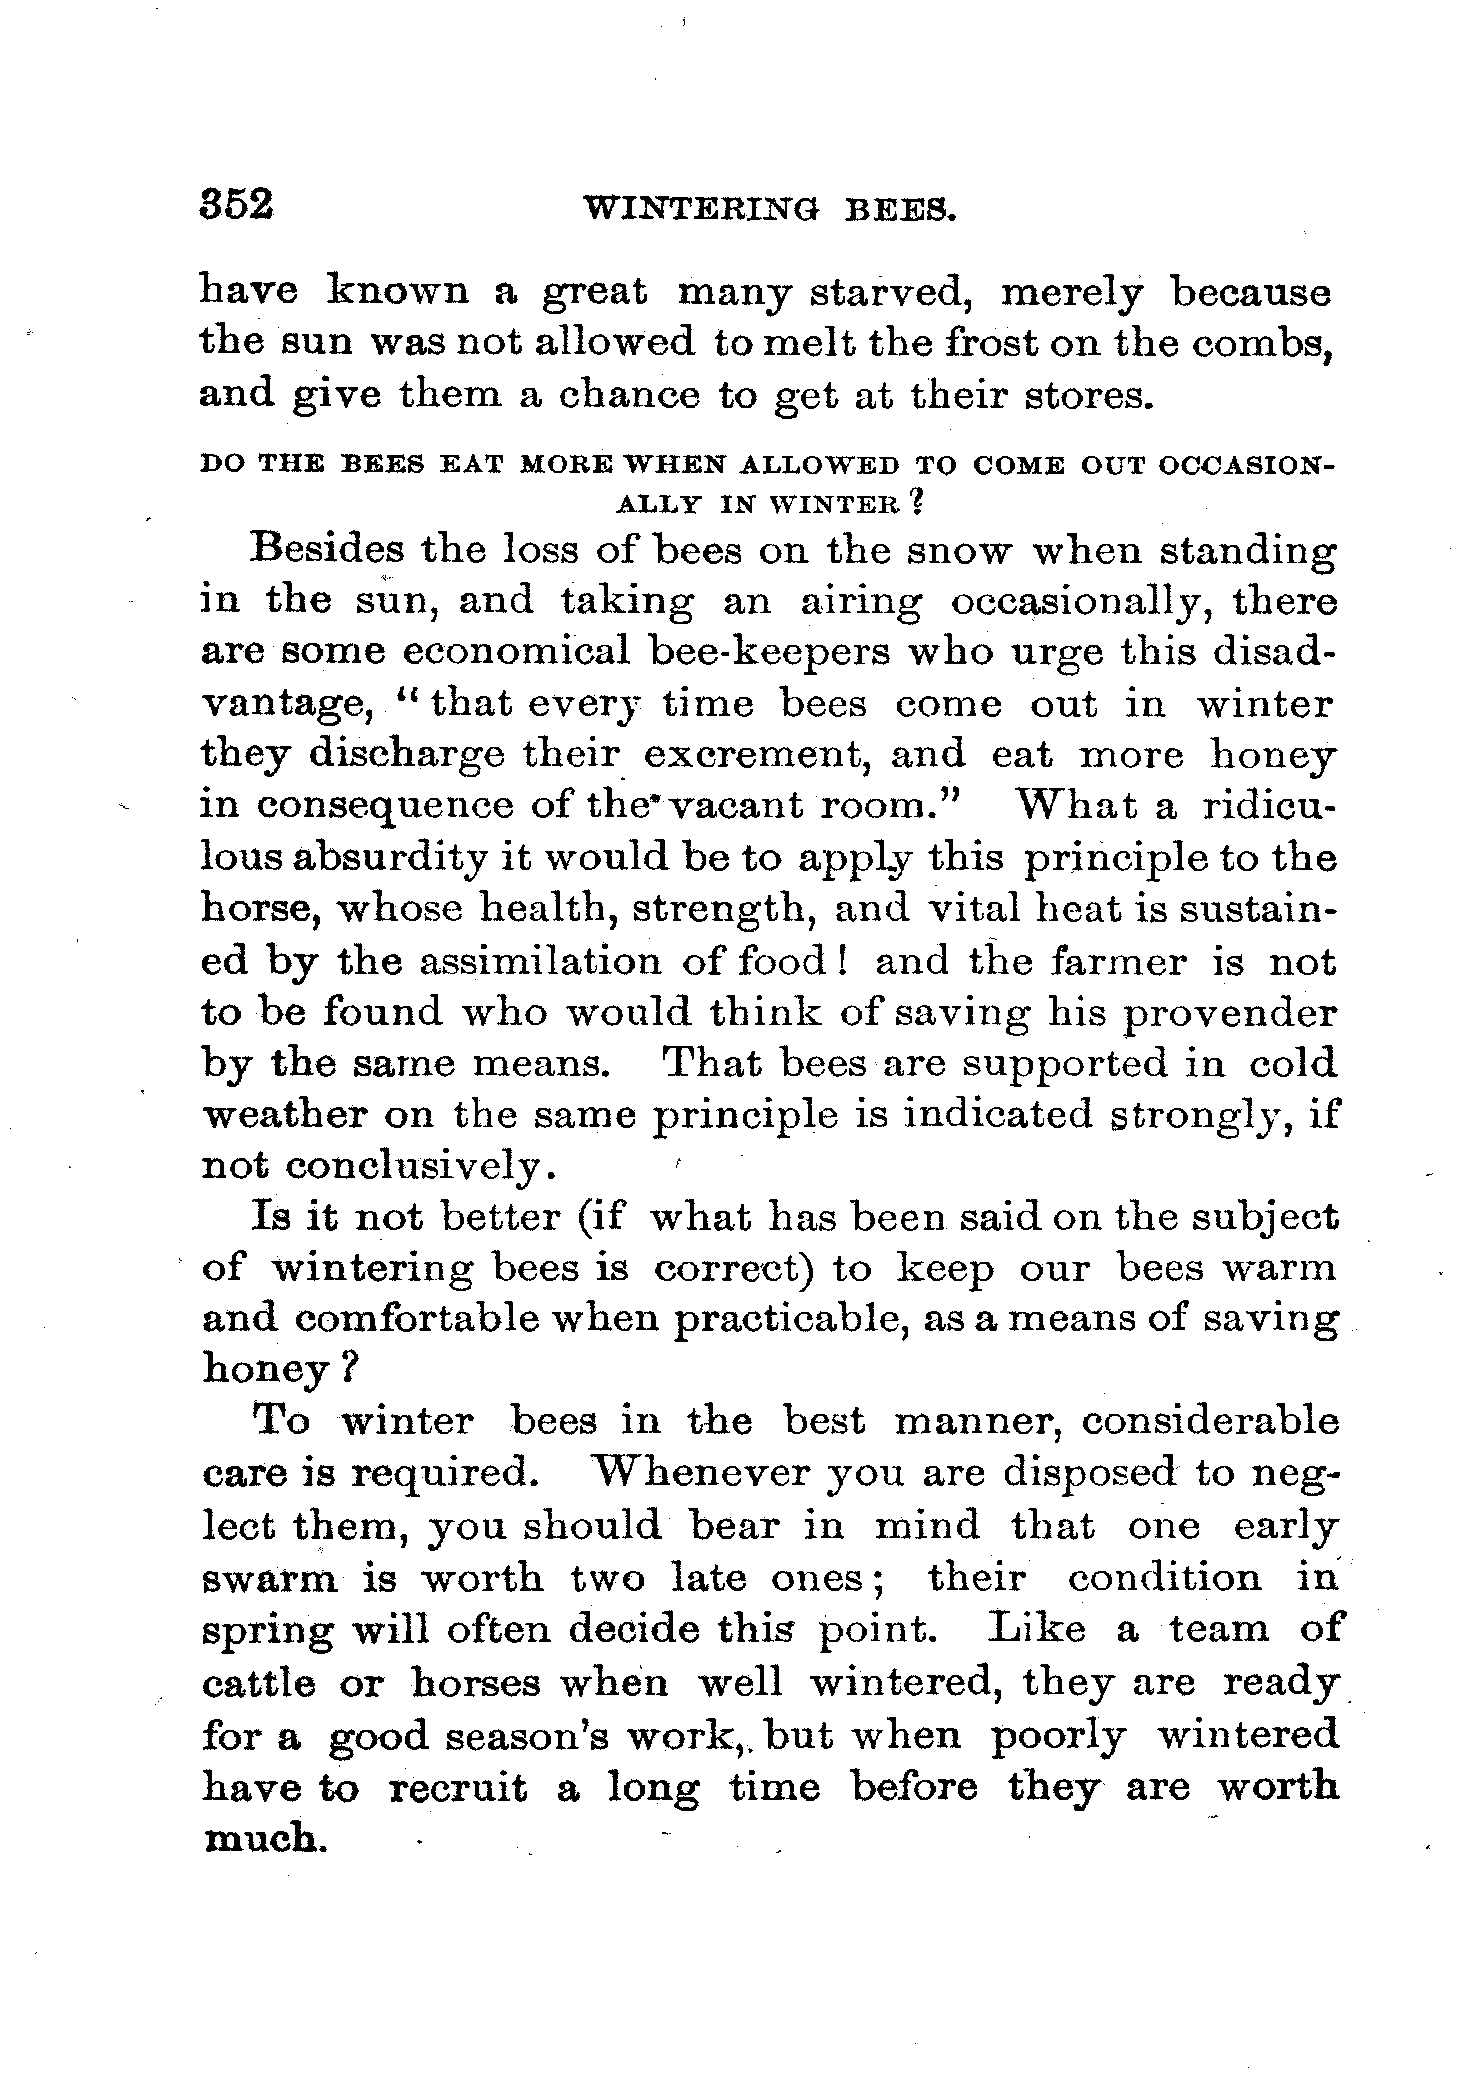 352 WINTERING BEES.
have known a great many starved, merely because
the sun was not allowed to melt the frost on the combs,
and give them a chance to get at their stores.
DO THE BEES EAT MORE WHEN ALLOWED TO COME OUT OCCASION-
ALLY IN WINTER?
Besides the loss of bees on the snow when standing
in the sun, and taking an airing occasionally, there
are some economical bee-keepers who urge this disad-
vantage, "that every time bees come out in winter
they discharge their excrement, and eat more honey
in consequence of the vacant room." What a ridicu-
lous absurdity it would be to apply this principle to the
horse, whose health, strength, and vital heat is sustain-
ed by the assimilation of food! and the farmer is not
to be found who would think of saving his provender
by the same means. That bees are supported in cold
weather on the same principle is indicated strongly, if
not conclusively.
Is it not better (if what has been said on the subject
of wintering bees is correct) to keep our bees warm
and comfortable when practicable, as a means of saving
honey?
To winter bees in the best manner, considerable
care is required. Whenever you are disposed to neg-
lect them, you should bear in mind that one early
swarm is worth two late ones; their condition in
spring will often decide this point. Like a team of
cattle or horses when well wintered, they are ready
for a good season's work, but when poorly wintered
have to recruit a long time before they are worth
much.